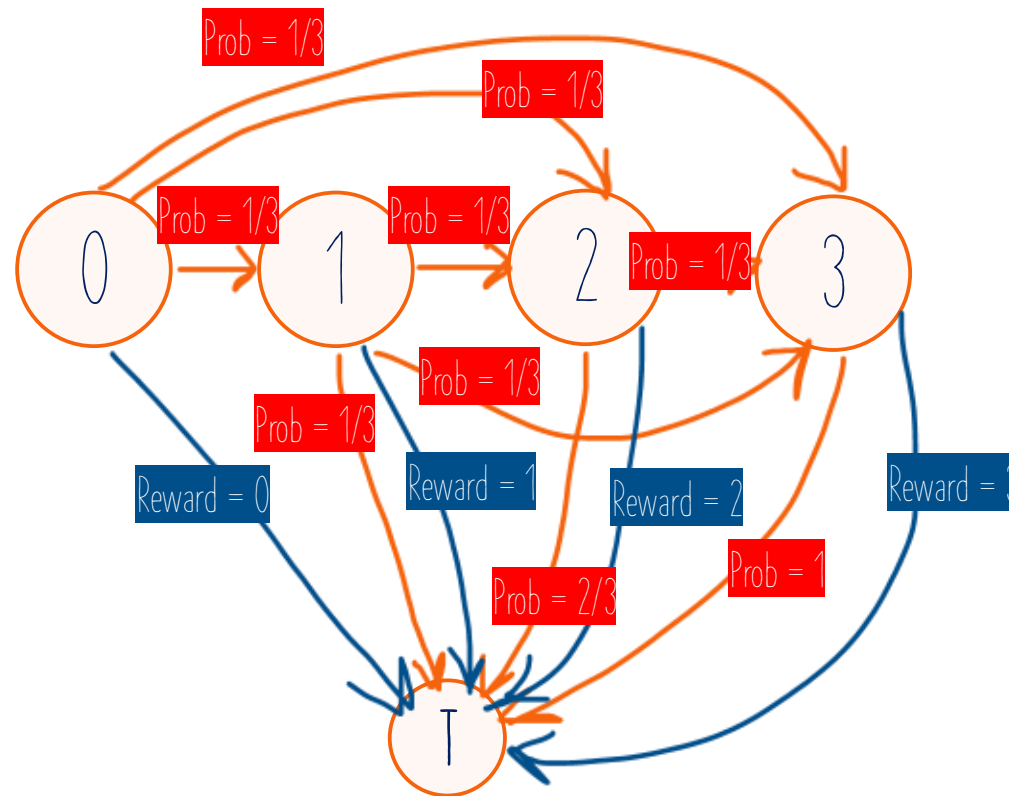 Prob = 1/3
Prob = 1/3
Prob = 1/3
Prob = 1/3
0
1
2
Prob = 1/3
3
Prob = 1/3
Prob = 1/3
Reward = 0
Reward = 1
Reward = 2
Reward = 3
Prob = 2/3
Prob = 1
T